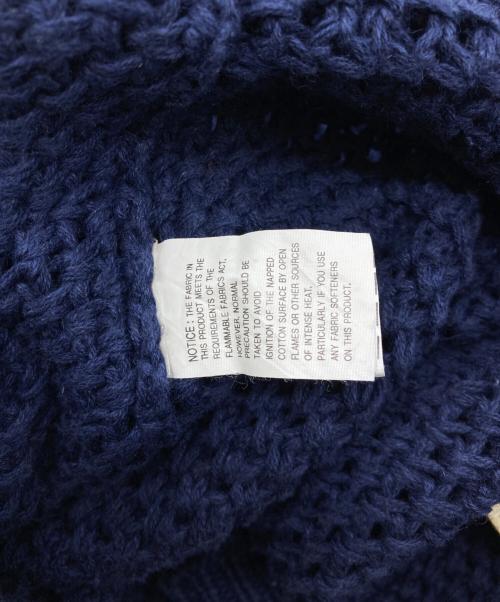 NOTICE : THE FABRIC IN
THIS PRODUCT MEETS THE
REQUIREMENTS OF THE
FLAMMABLE FABRICS ACT,
HOWEVER, NORMAL
PRECAUTION SHOULD BE
TAKEN TO AVOID
IGNITION OF THE NAPPED
COTTON SURFACE BY OPEN
FLAMES OR OTHER SOURCES
OF INTENSE HEAT,
PARTICULARLY IF YOU USE
ANY FABRIC SOFTENERS
ON THIS PRODUCT.